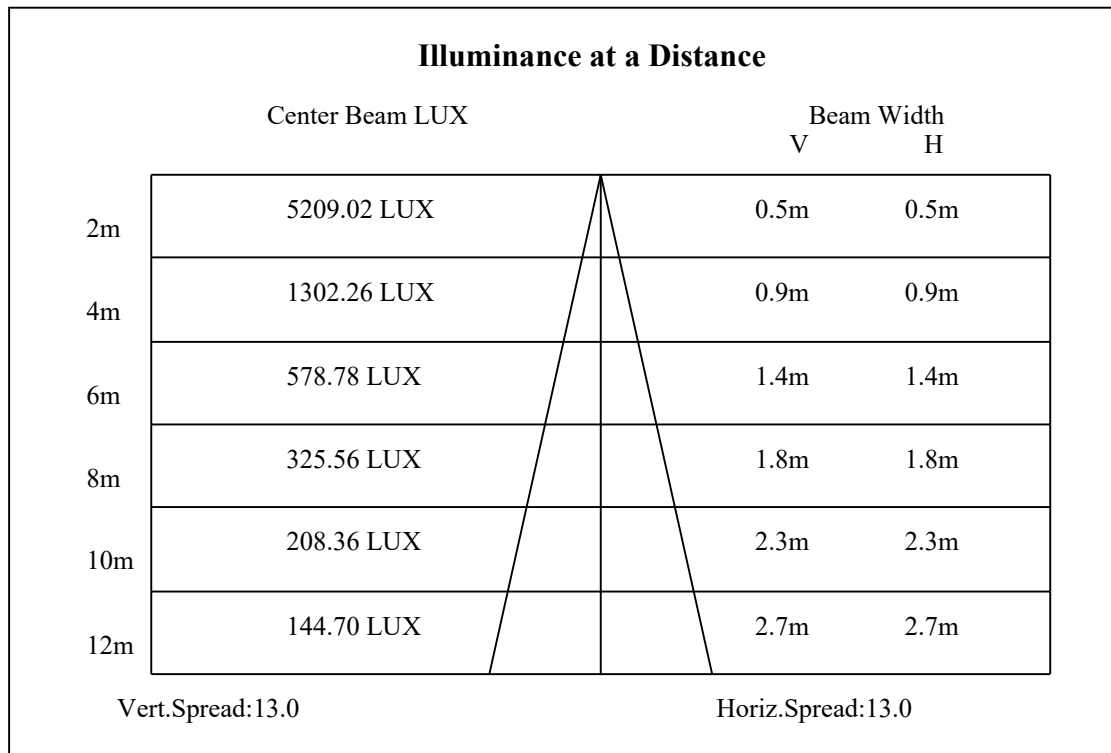 Illuminance at a Distance
Center Beam LUX Beam Width
V H
2m 5209.02 LUX 0.5m 0.5m
4m 1302.26 LUX 0.9m 0.9m
6m 578.78 LUX 1.4m 1.4m
8m 325.56 LUX 1.8m 1.8m
10m 208.36 LUX 2.3m 2.3m
12m 144.70 LUX 2.7m 2.7m
Vert.Spread:13.0 Horiz.Spread:13.0